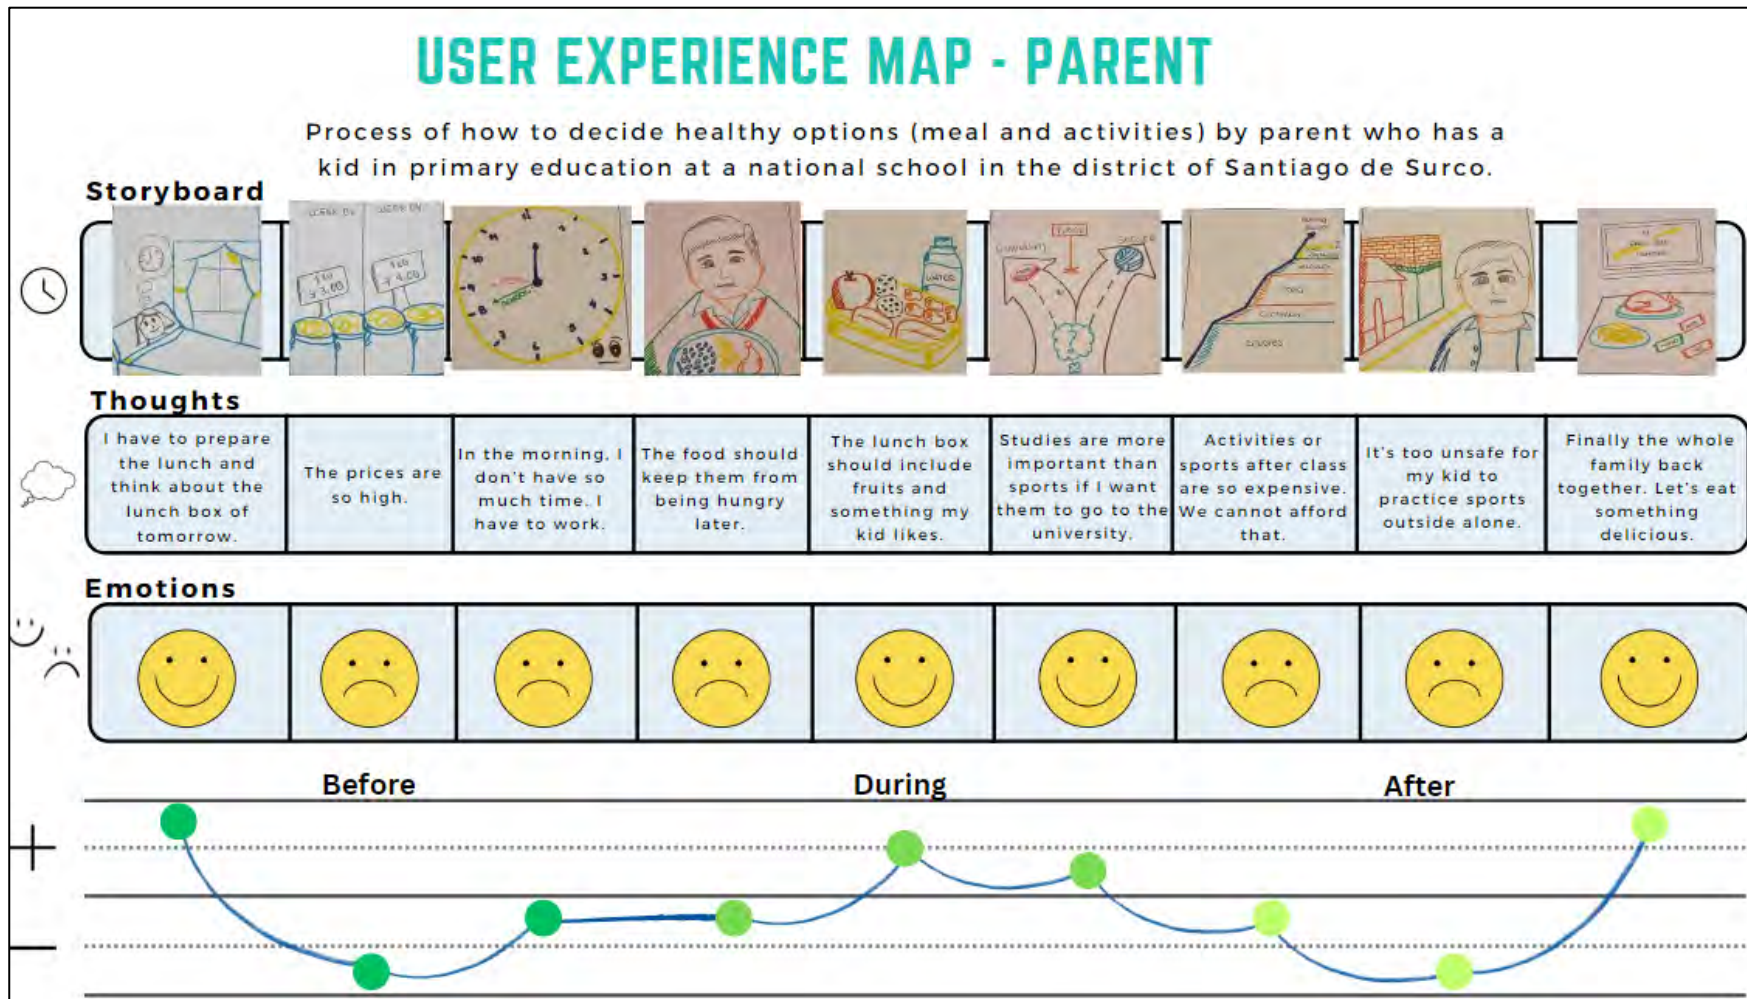 USER EXPERIENCE MAP - PARENT
Process of how to decide healthy options (meal and activities) by parent who has a
kid in primary education at a national school in the district of Santiago de Surco.
Storyboard
WATER
Thoughts
I have to prepare
the lunch and
think about the
lunch box of
tomorrow.
The prices are
so high.
In the morning, I
don't have so
much time. I
have to work.
The food should
keep them from
being hungry
later.
The lunch box
should include
fruits and
something my
kid likes.
Studies are more
important than
sports if I want
them to go to the
university.
Activities or
sports after class
are so expensive.
We cannot afford
that.
It's too unsafe for
my kid to
practice sports
outside alone.
Finally the whole
family back
together. Let's eat
something
delicious.
Emotions
Before
During
After
+
−